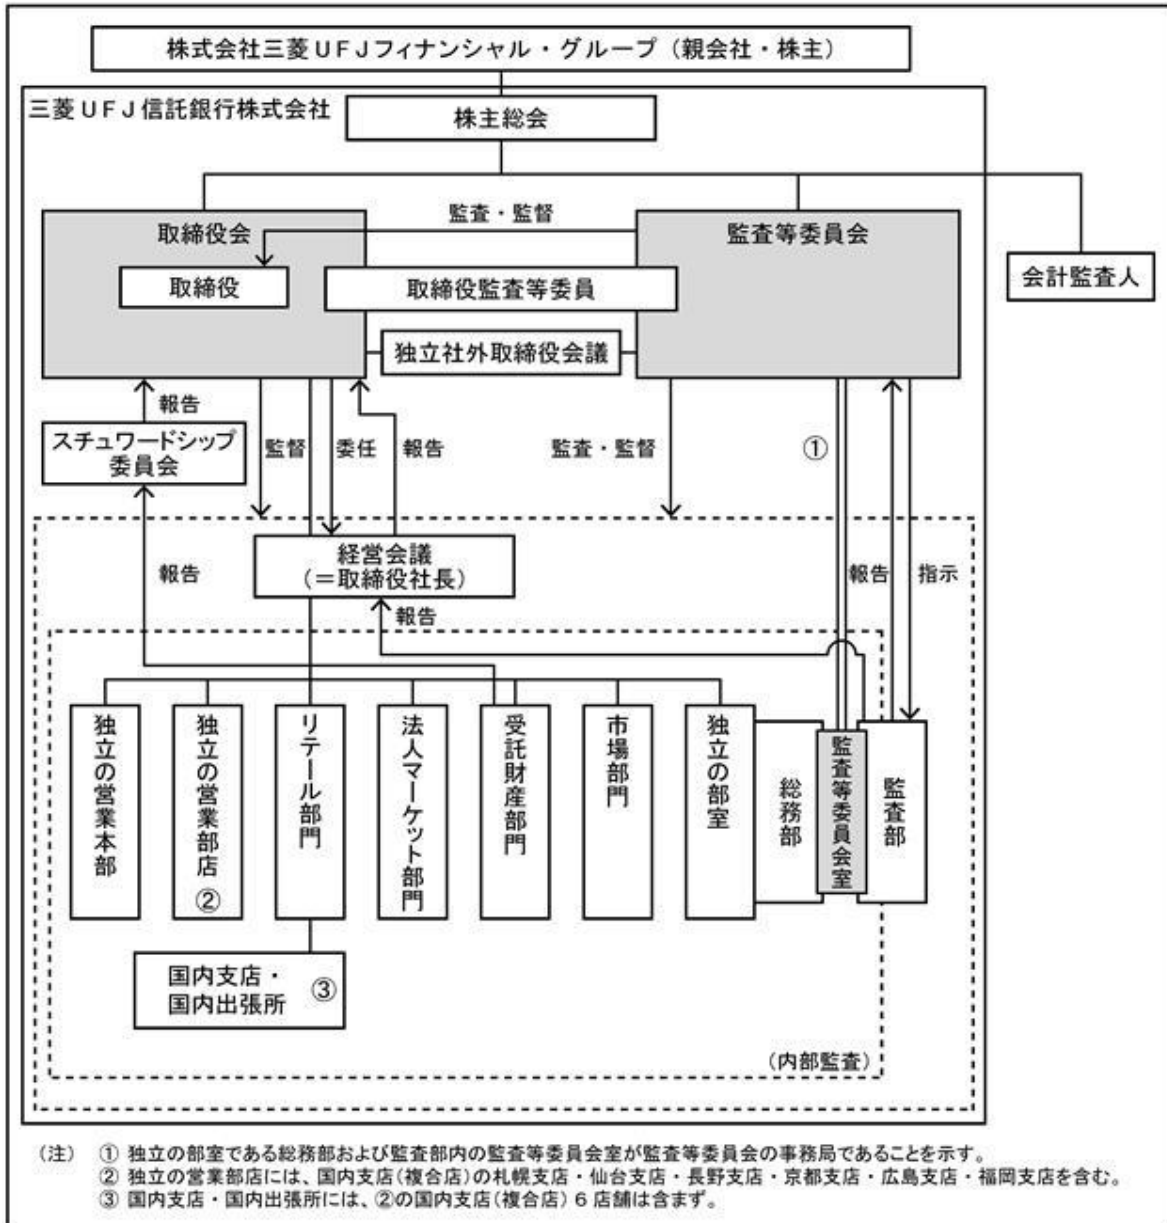 株式会社三菱UFJフィナンシャル・グループ（親会社・株主）
三菱UFJ信託銀行株式会社
株主総会
監査・監督
取締役会
監査等委員会
取締役
取締役監査等委員
会計監査人
独立社外取締役会議
報告
スチュワードシップ
委員会
監督
委任
報告
監査・監督
①
経営会議
（＝取締役社長）
報告
報告
指示
報告
独立の営業本部
独立の営業部店
②
リテール部門
法人マーケット部門
受託財産部門
市場部門
独立の部室
総務部
監査等委員会室
監査部
国内支店・
国内出張所
③
（内部監査）
（注） ① 独立の部室である総務部および監査部内の監査等委員会室が監査等委員会の事務局であることを示す。
② 独立の営業部店には、国内支店（複合店）の札幌支店・仙台支店・長野支店・京都支店・広島支店・福岡支店を含む。
③ 国内支店・国内出張所には、②の国内支店（複合店）６店舗は含まず。